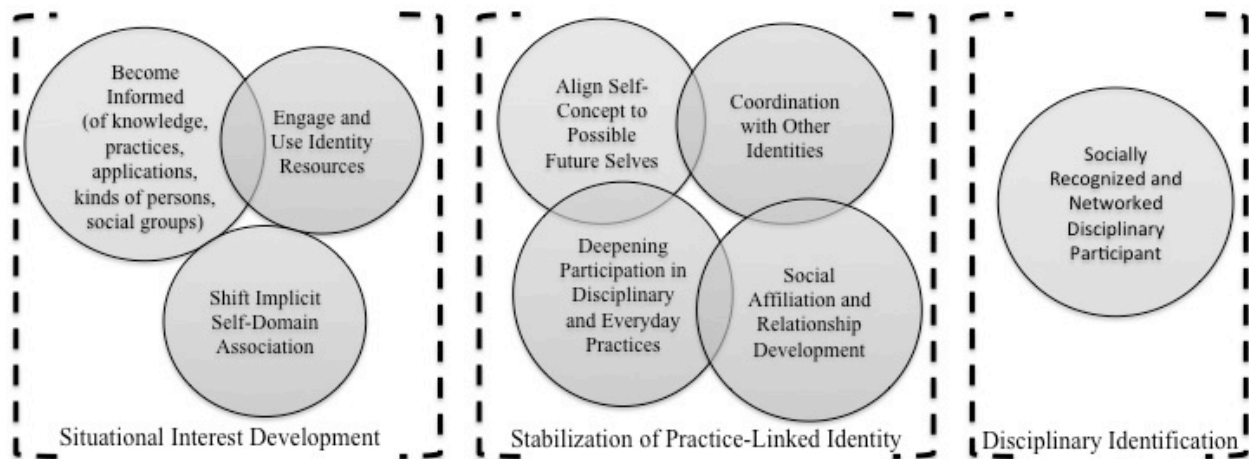 Become
Informed
(of knowledge,
practices,
applications,
kinds of persons,
social groups)
Engage and
Use Identity
Resources
Shift Implicit
Self-Domain
Association
Situational Interest Development
Align Self-
Concept to
Possible
Future Selves
Coordination
with Other
Identities
Deepening
Participation in
Disciplinary
and Everyday
Practices
Social
Affiliation and
Relationship
Development
Stabilization of Practice-Linked Identity
Socially
Recognized and
Networked
Disciplinary
Participant
Disciplinary Identification